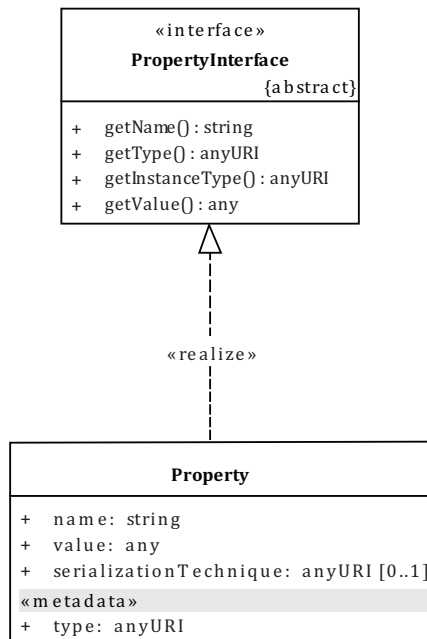 «interface»
PropertyInterface
{abstract}
+ getName() : string
+ getType() : anyURI
+ getInstanceType() : anyURI
+ getValue() : any
«realize»
Property
+ name: string
+ value: any
+ serializationTechnique: anyURI [0..1]
«metadata»
+ type: anyURI